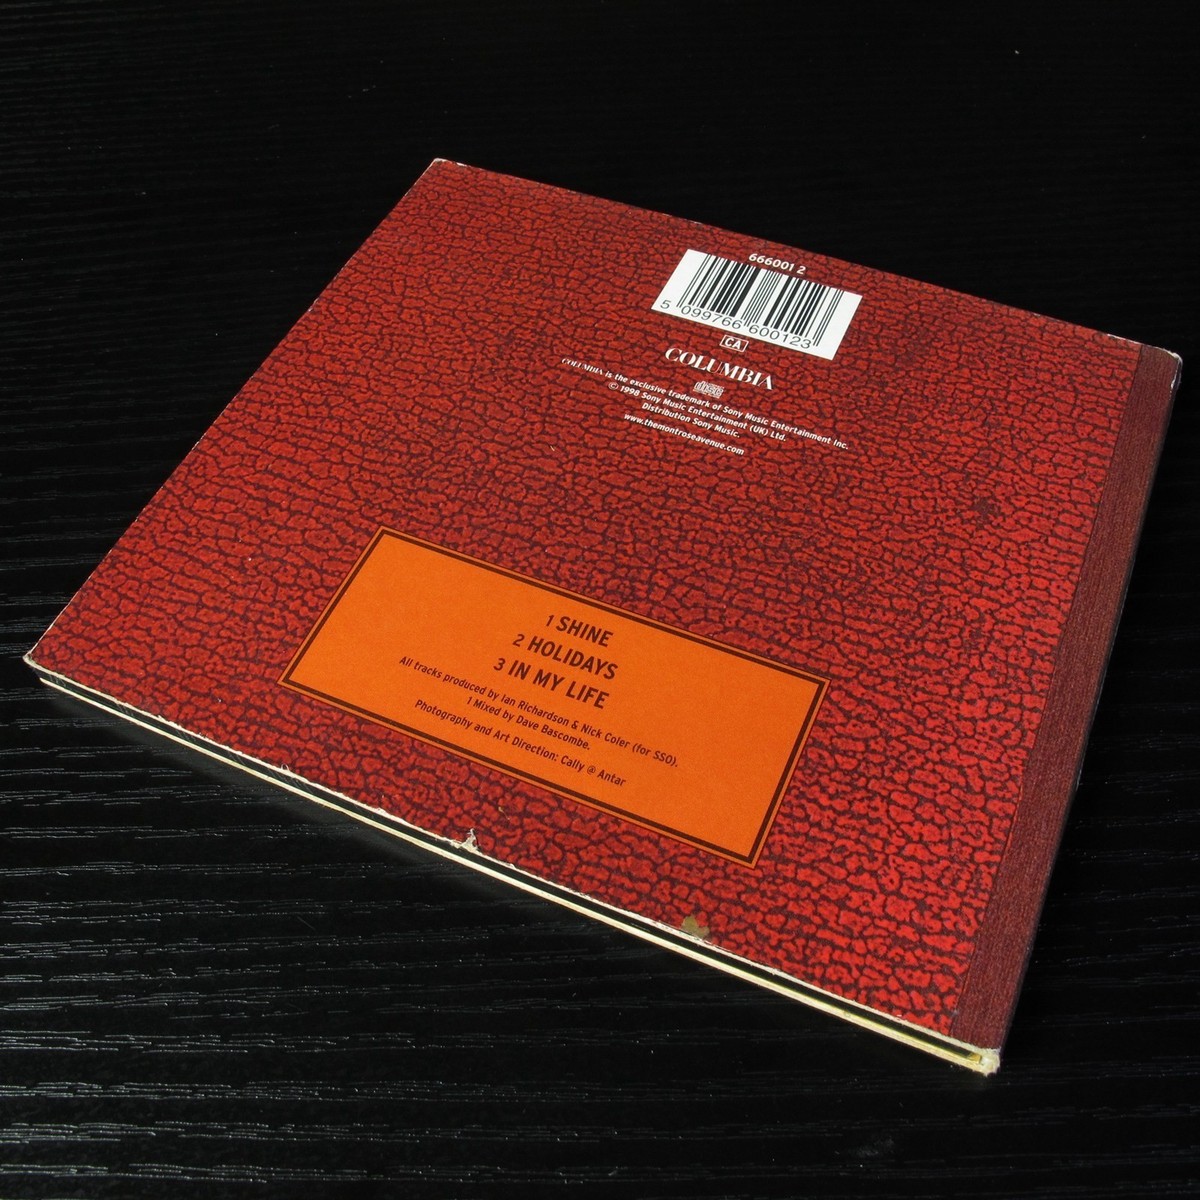 666001 2
5 099766 600123
CA
COLUMBIA
COLUMBIA is the exclusive trademark of Sony Music Entertainment Inc.
© 1998 Sony Music Entertainment (UK) Ltd.
Distribution Sony Music.
www.themontroseavenue.com
1 SHINE
2 HOLIDAYS
3 IN MY LIFE
All tracks produced by Ian Richardson & Nick Coler (for SSO).
1 Mixed by Dave Bascombe.
Photography and Art Direction: Cally @ Antar